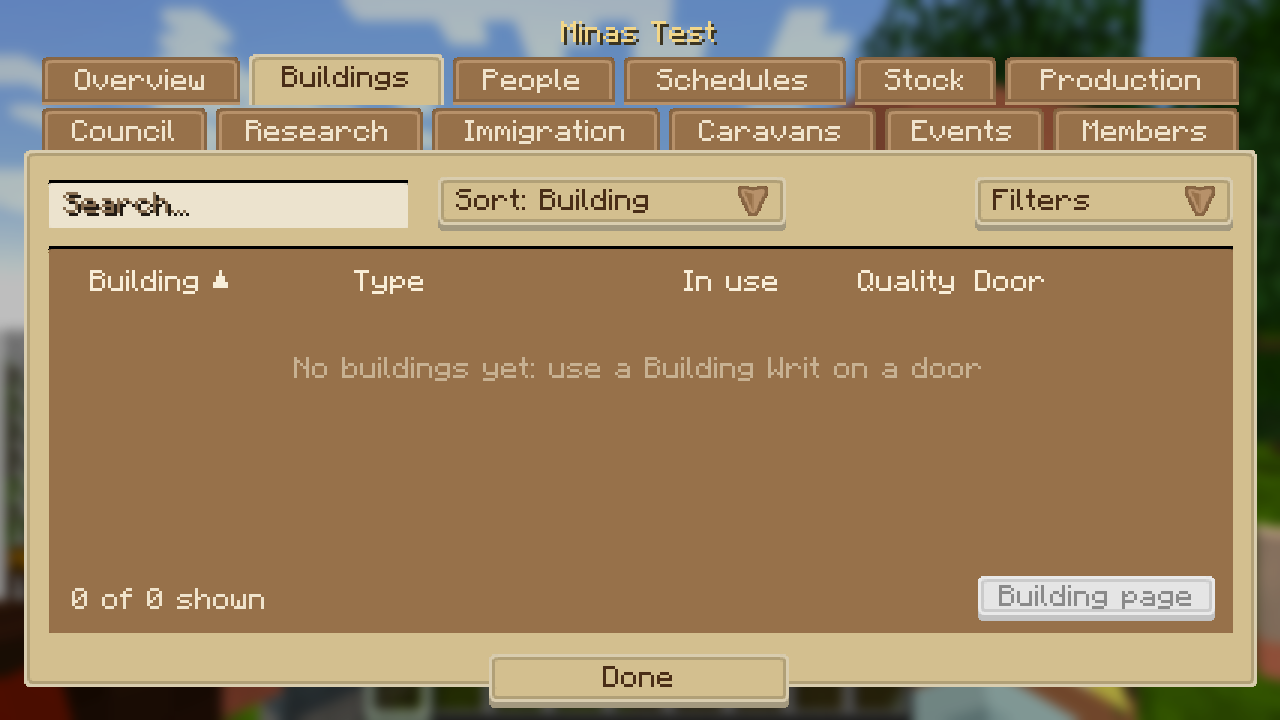 Minas Test
Overview Buildings People Schedules Stock Production
Council Research Immigration Caravans Events Members
Search... Sort: Building Filters
Building Type In use Quality Door
No buildings yet: use a Building Writ on a door
0 of 0 shown Building page
Done